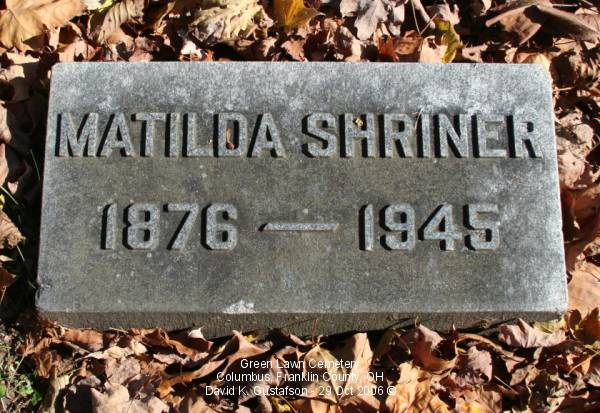 MATILDA SHRINER
1876 — 1945
Green Lawn Cemetery
Columbus, Franklin County, OH
David K. Gustafson - 29 Oct 2006 ©